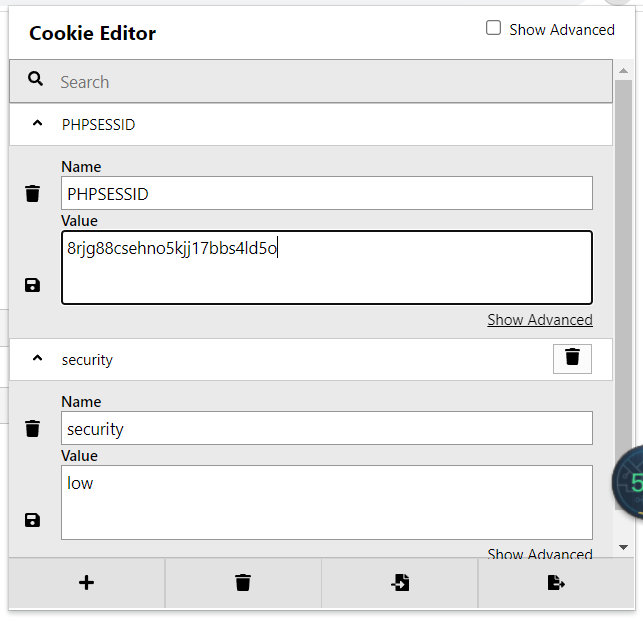 Cookie Editor
Show Advanced
Search
PHPSESSID
Name
PHPSESSID
Value
8rjg88csehno5kjj17bbs4ld5o
Show Advanced
security
Name
security
Value
low
5
Show Advanced